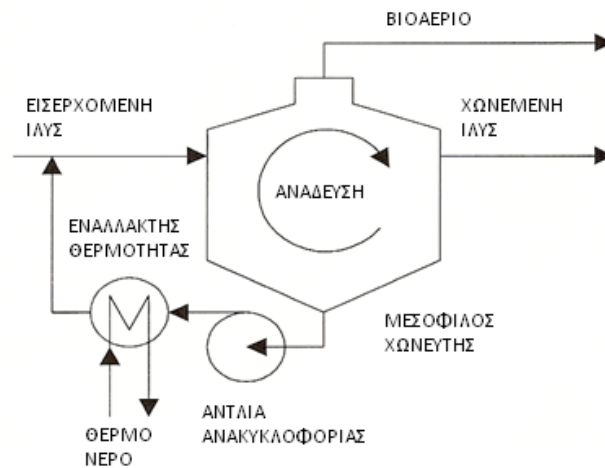 ΒΙΟΑΕΡΙΟ
ΕΙΣΕΡΧΟΜΕΝΗ
ΙΛΥΣ
ΧΩΝΕΜΕΝΗ
ΙΛΥΣ
ΑΝΑΔΕΥΣΗ
ΕΝΑΛΛΑΚΤΗΣ
ΘΕΡΜΟΤΗΤΑΣ
ΜΕΣΟΦΙΛΟΣ
ΧΩΝΕΥΤΗΣ
ΑΝΤΛΙΑ
ΑΝΑΚΥΚΛΟΦΟΡΙΑΣ
ΘΕΡΜΟ
ΝΕΡΟ